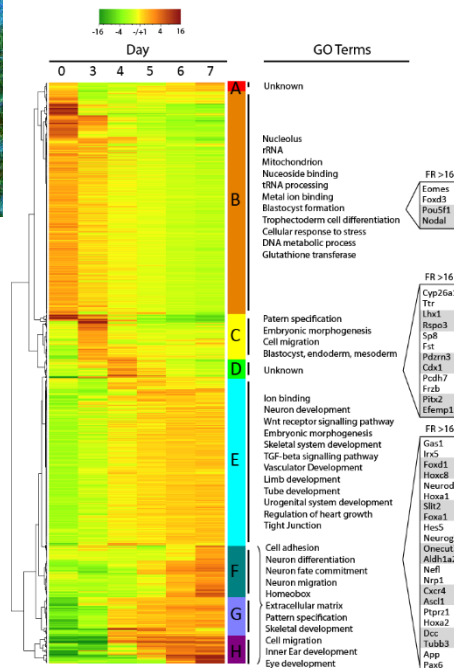 -16 -4 -/+1 4 16
Day
GO Terms
0 3 4 5 6 7
A
Unknown
B
Nucleolus
rRNA
Mitochondrion
Nuceoside binding
tRNA processing
Metal ion binding
Blastocyst formation
Trophectoderm cell differentiation
Cellular response to stress
DNA metabolic process
Glutathione transferase
FR >16
Eomes
Foxd3
Pou5f1
Nodal
C
Patern specification
Embryonic morphogenesis
Cell migration
Blastocyst, endoderm, mesoderm
D
Unknown
FR >16
Ttr
Lhx1
Rspo3
Sp8
Fst
Pdzrn3
Cdx1
Pcdh7
Frzb
Pitx2
Efemp1
E
Ion binding
Neuron development
Wnt receptor signalling pathway
Embryonic morphogenesis
Skeletal system development
TGF-beta signalling pathway
Vasculator Development
Limb development
Tube development
Urogenital system development
Regulation of heart growth
Tight Junction
F
Cell adhesion
Neuron differentiation
Neuron fate commitment
Neuron migration
Homeobox
G
Extracellular matrix
Pattern specification
Skeletal development
H
Cell migration
Inner Ear development
Eye development
FR >16
Gas1
Irx5
Foxd1
Hoxc8
Hoxa1
Slit2
Foxa1
Hes5
Nefl
Nrp1
Cxcr4
Ascl1
Ptprz1
Hoxa2
Dcc
Tubb3
App
Pax6